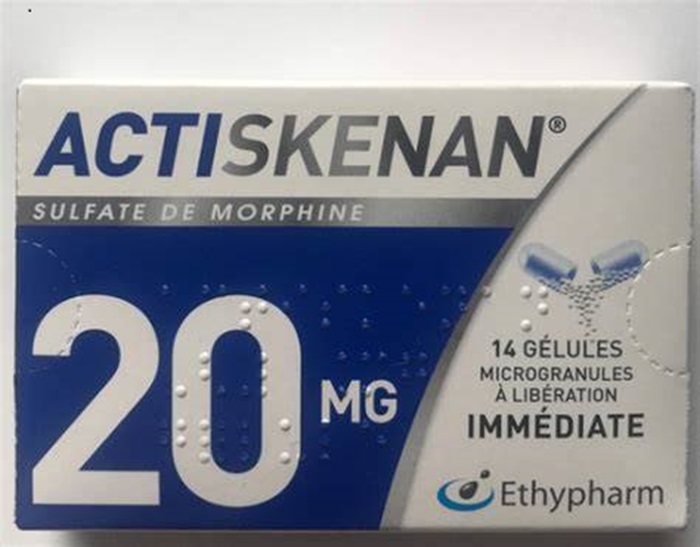 ACTISKENAN®
SULFATE DE MORPHINE
20 MG
14 GÉLULES
MICROGRANULES
À LIBÉRATION
IMMÉDIATE
Ethypharm